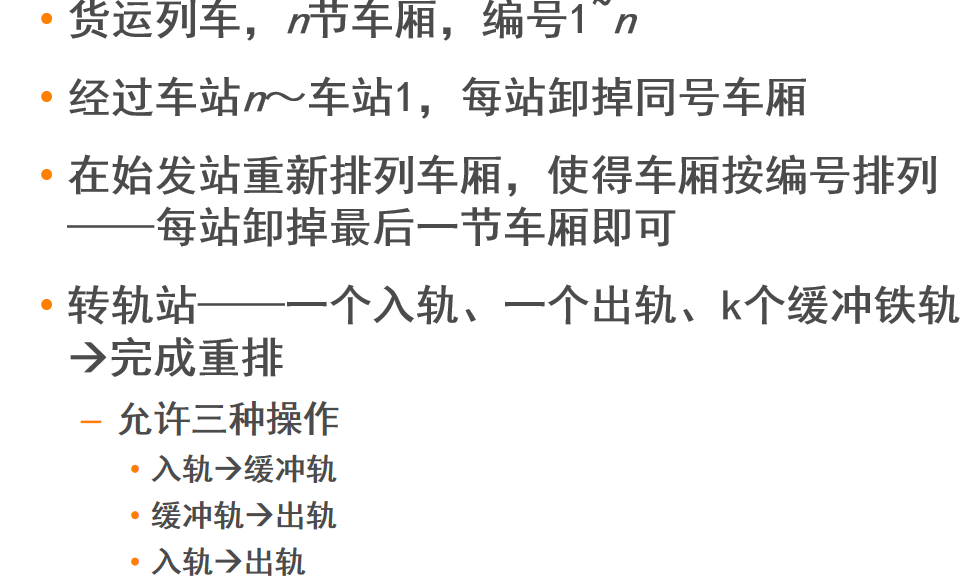 • 货运列车，n节车厢，编号1~n
• 经过车站n～车站1，每站卸掉同号车厢
• 在始发站重新排列车厢，使得车厢按编号排列
——每站卸掉最后一节车厢即可
• 转轨站——一个入轨、一个出轨、k个缓冲铁轨
→完成重排
– 允许三种操作
• 入轨→缓冲轨
• 缓冲轨→出轨
• 入轨→出轨